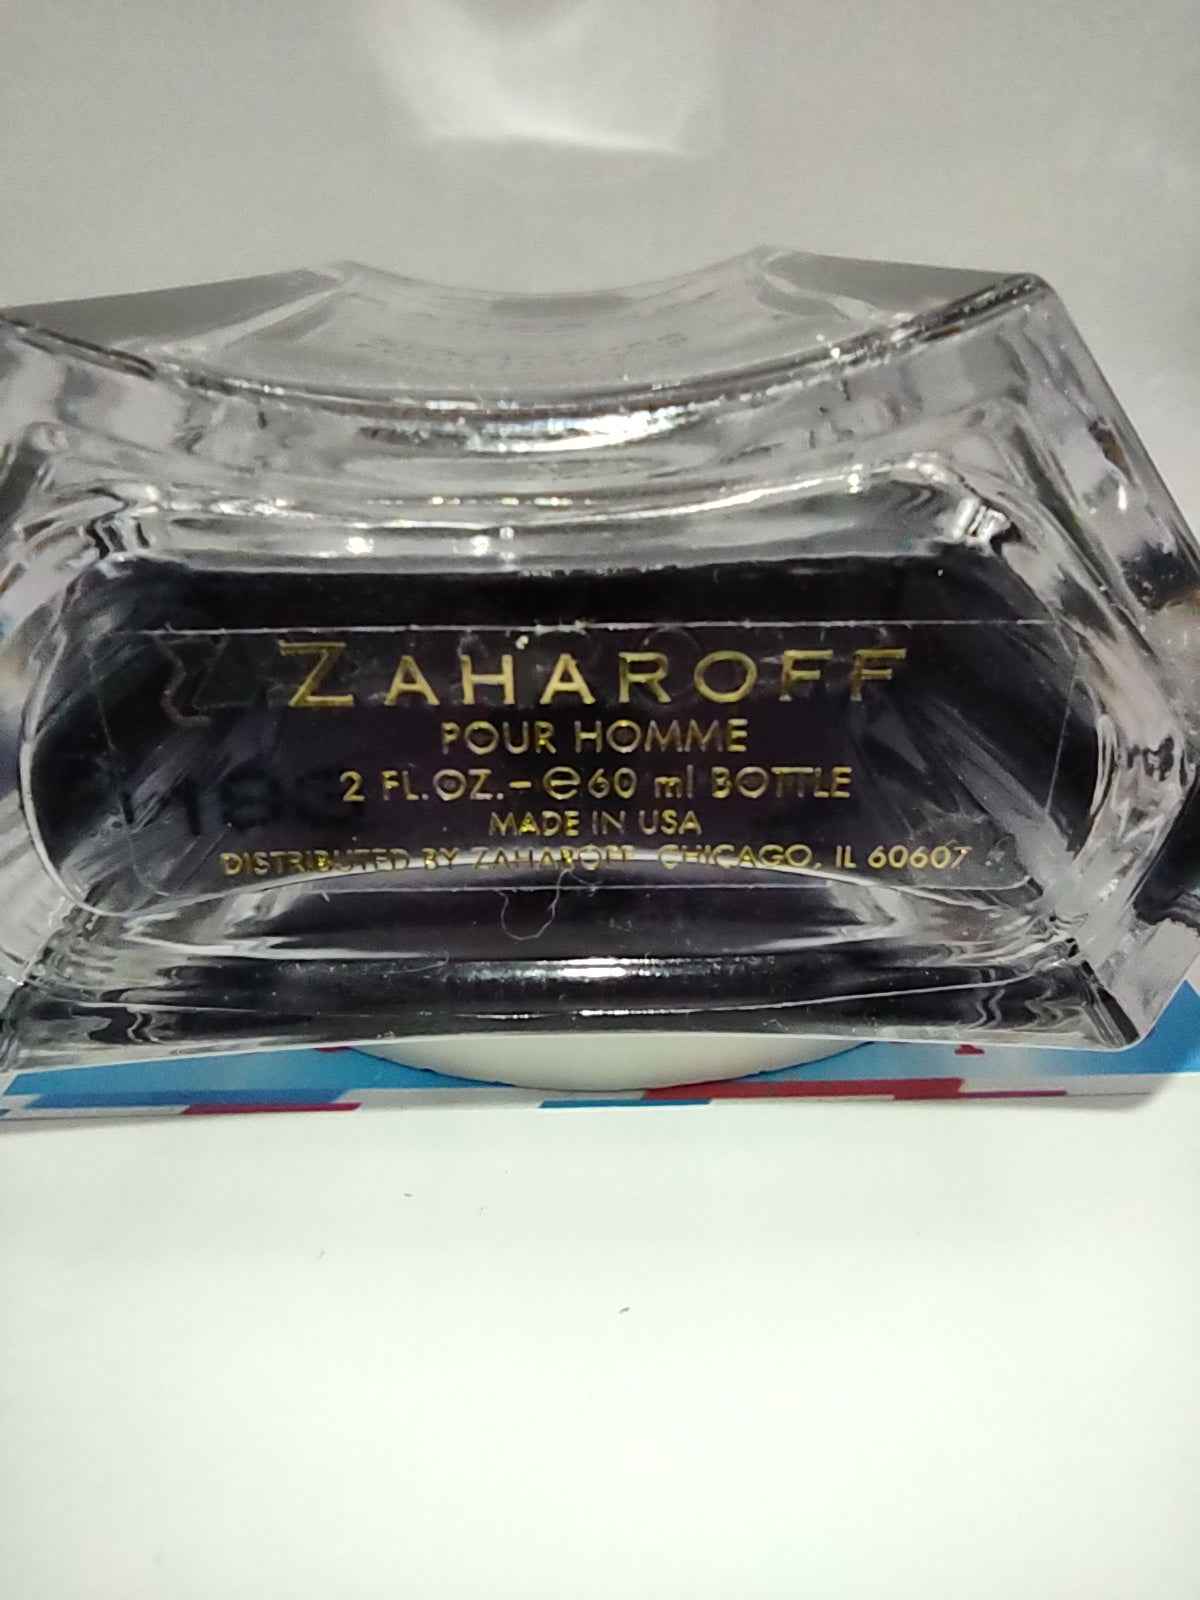 ZAHAROFF
POUR HOMME
2 FL.OZ.-℮60 ml BOTTLE
MADE IN USA
DISTRIBUTED BY ZAHAROFF, CHICAGO, IL 60607